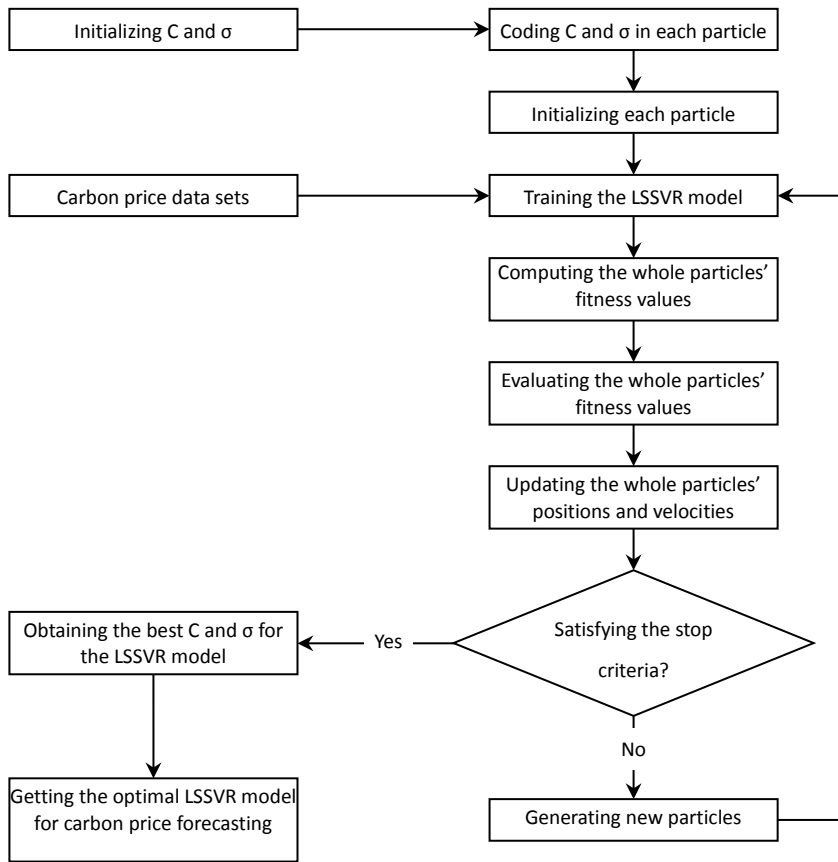 Initializing C and σ
Coding C and σ in each particle
Initializing each particle
Carbon price data sets
Training the LSSVR model
Computing the whole particles’
fitness values
Evaluating the whole particles’
fitness values
Updating the whole particles’
positions and velocities
Satisfying the stop
criteria?
Yes
Obtaining the best C and σ for
the LSSVR model
Getting the optimal LSSVR model
for carbon price forecasting
No
Generating new particles